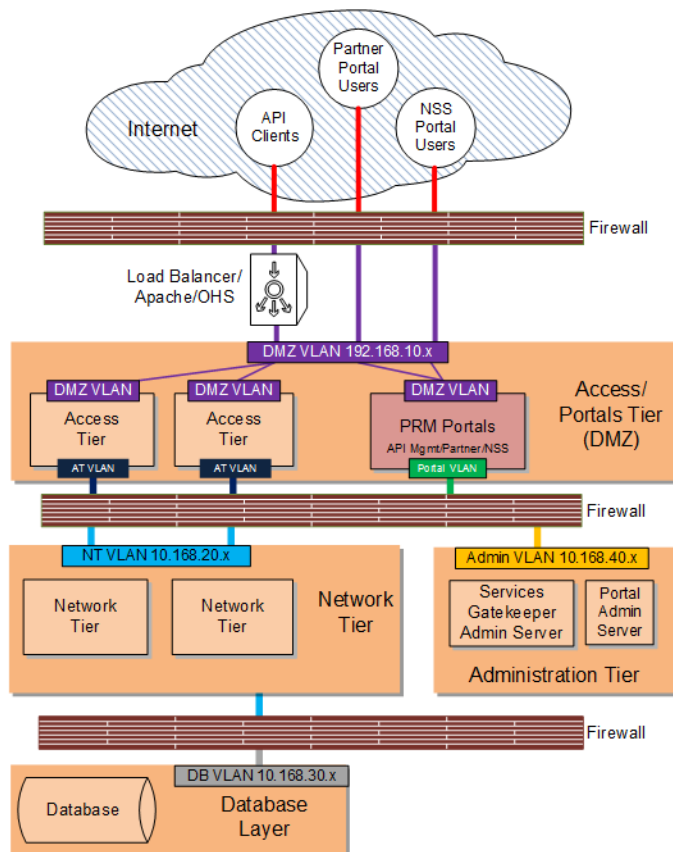 Partner
Portal
Users
API
Clients
NSS
Portal
Users
Internet
Firewall
Load Balancer/
Apache/OHS
DMZ VLAN 192.168.10.x
DMZ VLAN
DMZ VLAN
DMZ VLAN
Access
Tier
Access
Tier
PRM Portals
API Mgmt/Partner/NSS
Access/
Portals Tier
(DMZ)
AT VLAN
AT VLAN
Portal VLAN
Firewall
NT VLAN 10.168.20.x
Admin VLAN 10.168.40.x
Network
Tier
Network
Tier
Network
Tier
Services
Gatekeeper
Admin Server
Portal
Admin
Server
Administration Tier
Firewall
DB VLAN 10.168.30.x
Database
Database
Layer